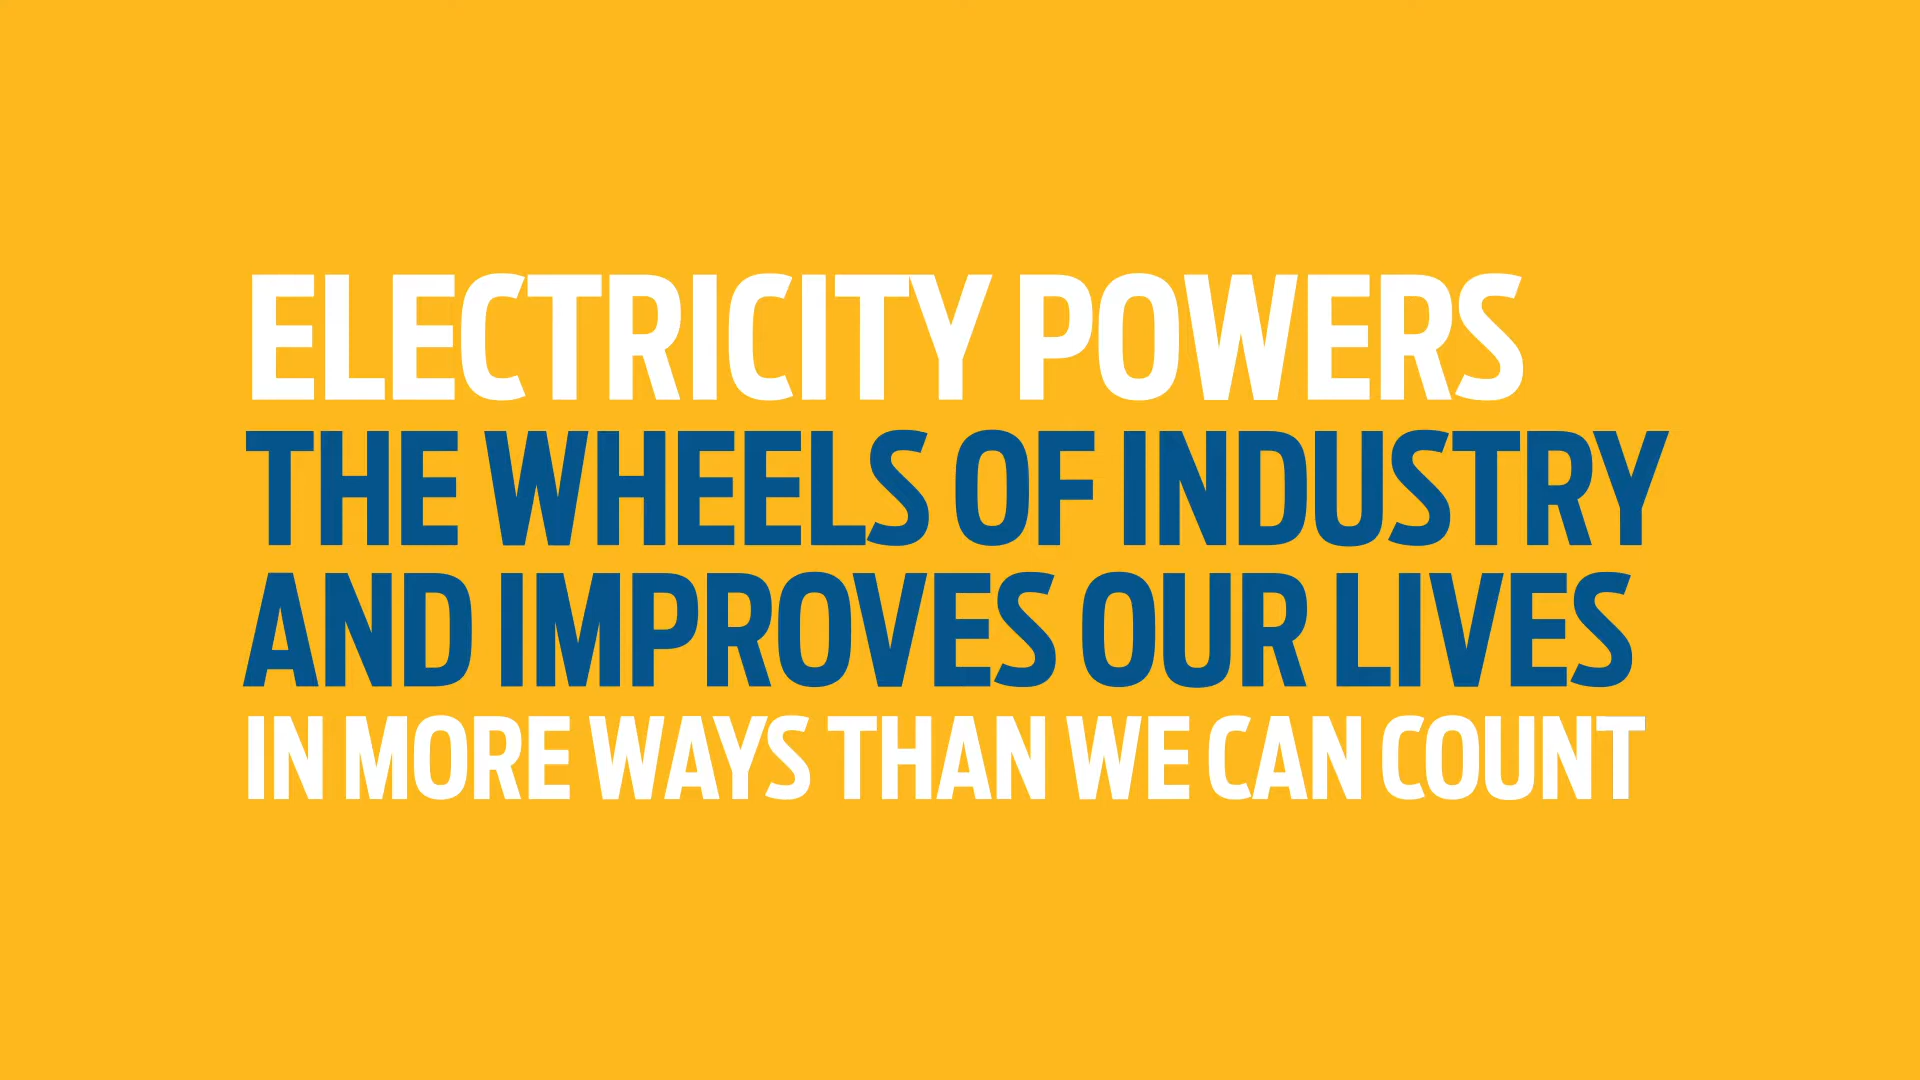 ELECTRICITY POWERS
THE WHEELS OF INDUSTRY
AND IMPROVES OUR LIVES
IN MORE WAYS THAN WE CAN COUNT